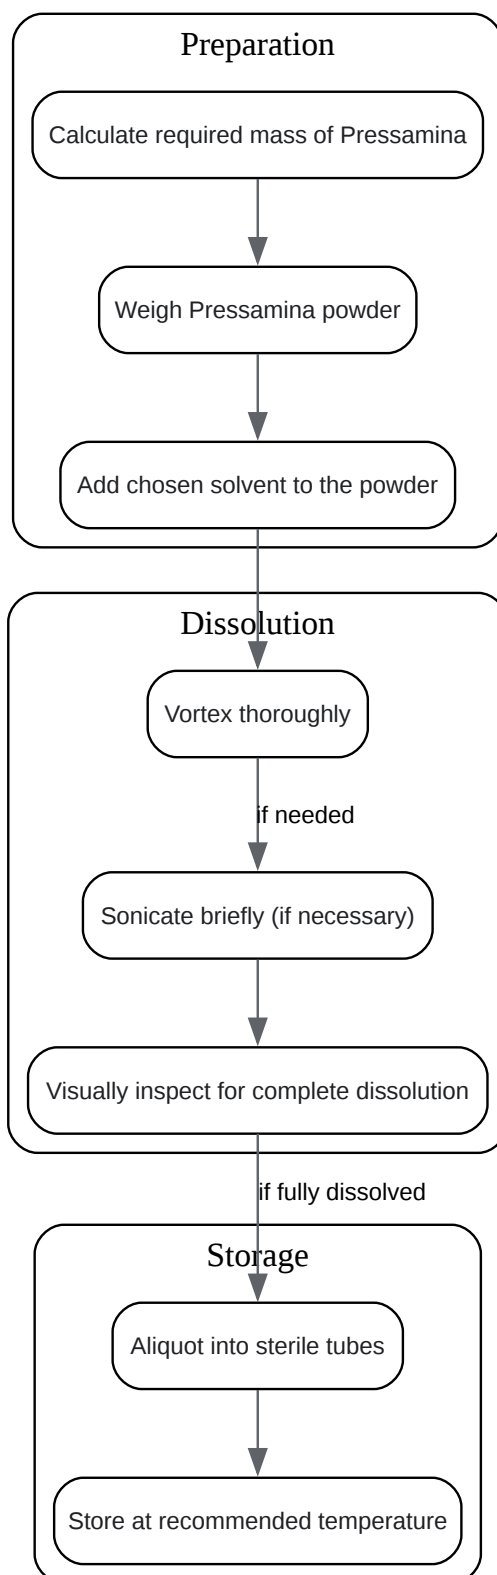 Preparation
Calculate required mass of Pressamina
Weigh Pressamina powder
Add chosen solvent to the powder
Dissolution
Vortex thoroughly
if needed
Sonicate briefly (if necessary)
Visually inspect for complete dissolution
if fully dissolved
Storage
Aliquot into sterile tubes
Store at recommended temperature